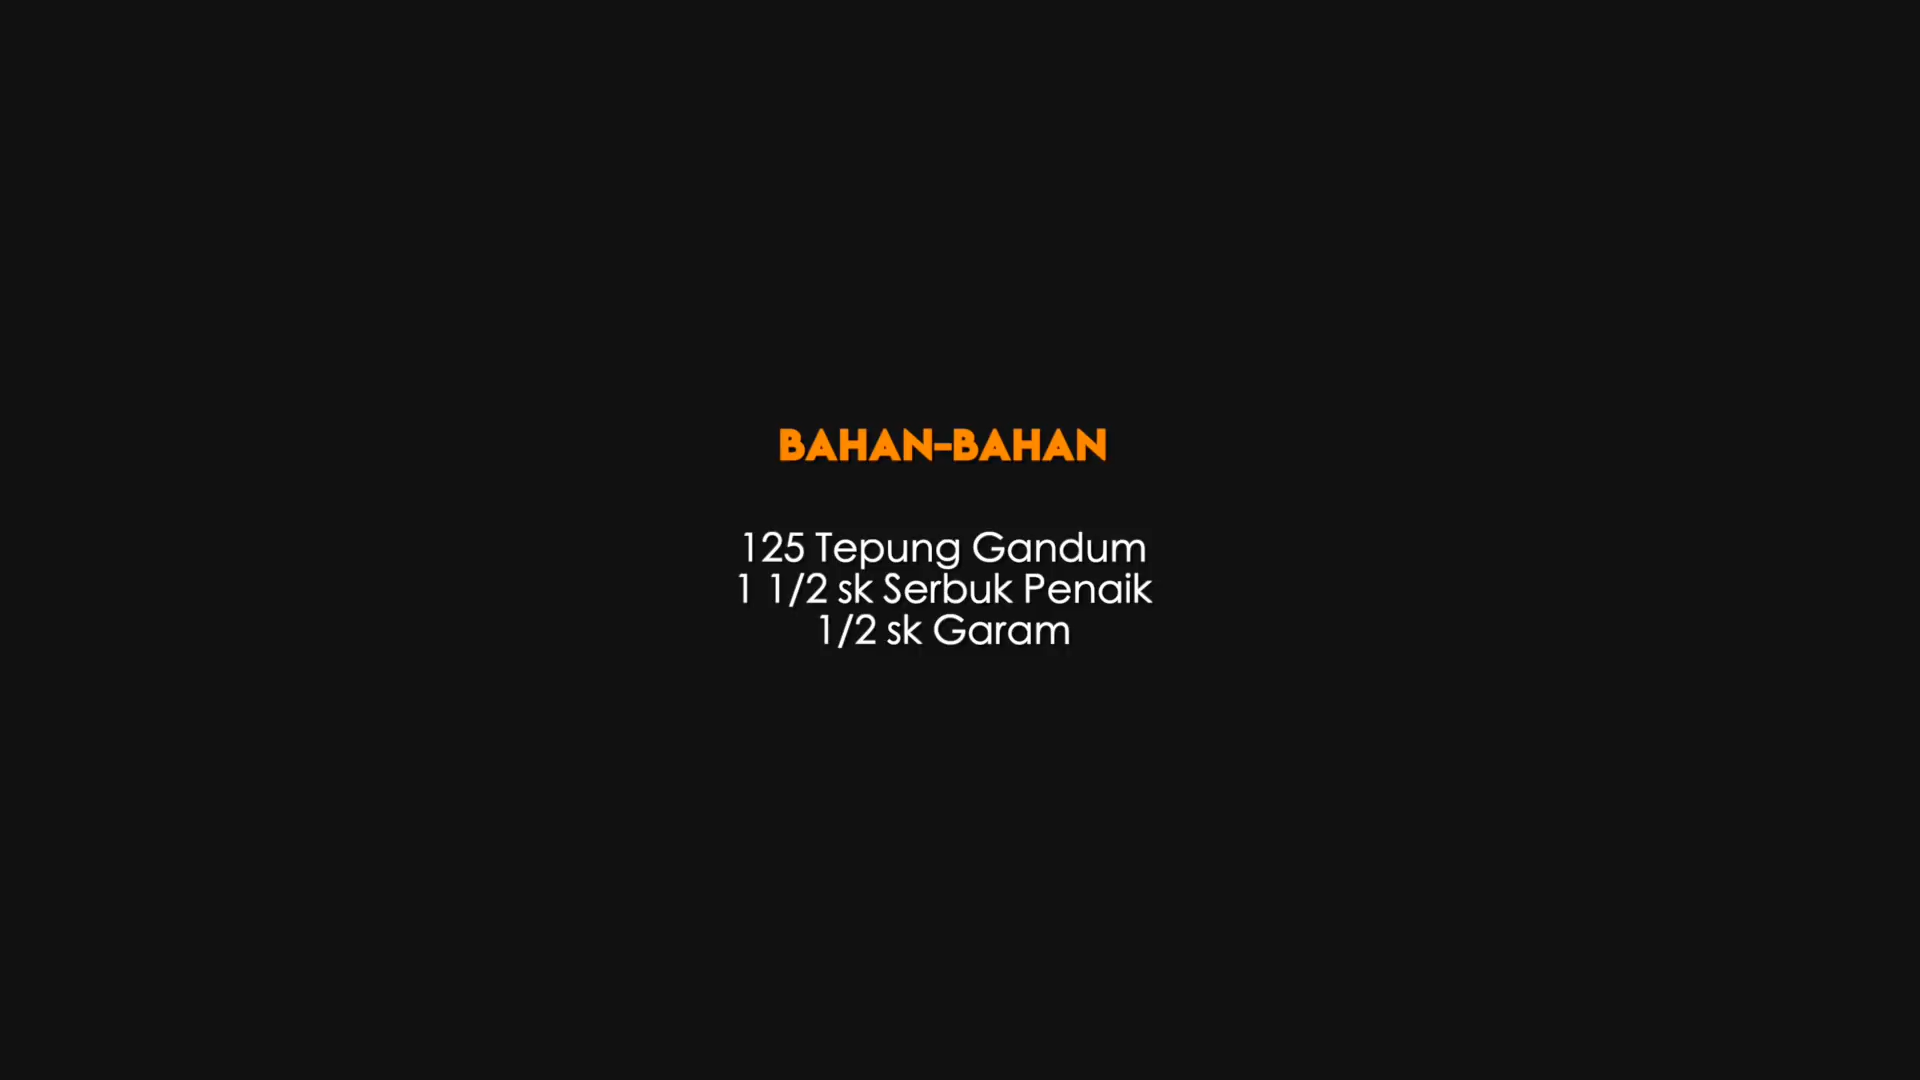 BAHAN-BAHAN
125 Tepung Gandum
1 1/2 sk Serbuk Penaik
1/2 sk Garam